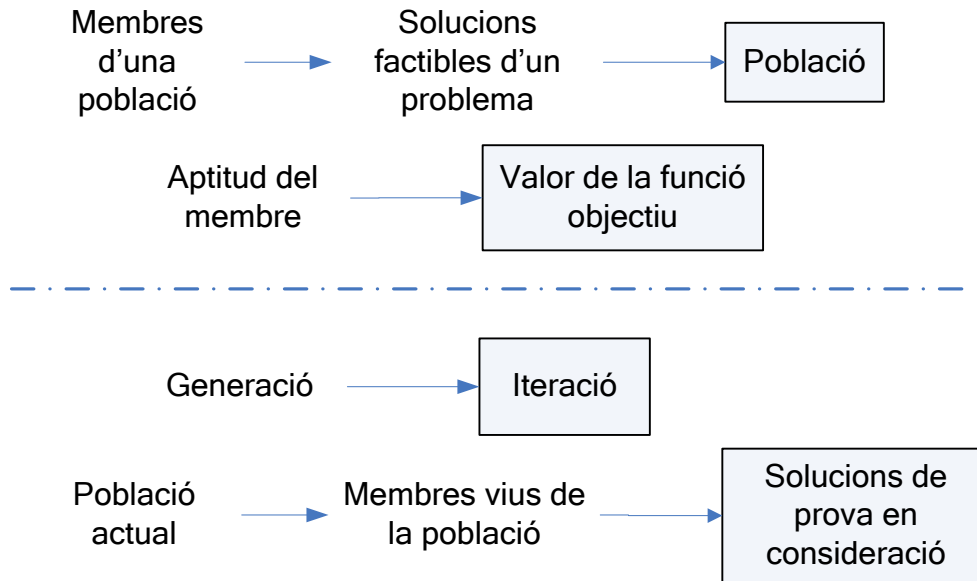 Membres
d’una
població
Solucions
factibles d’un
problema
Població
Aptitud del
membre
Valor de la funció
objectiu
Generació
Iteració
Població
actual
Membres vius de
la població
Solucions de
prova en
consideració